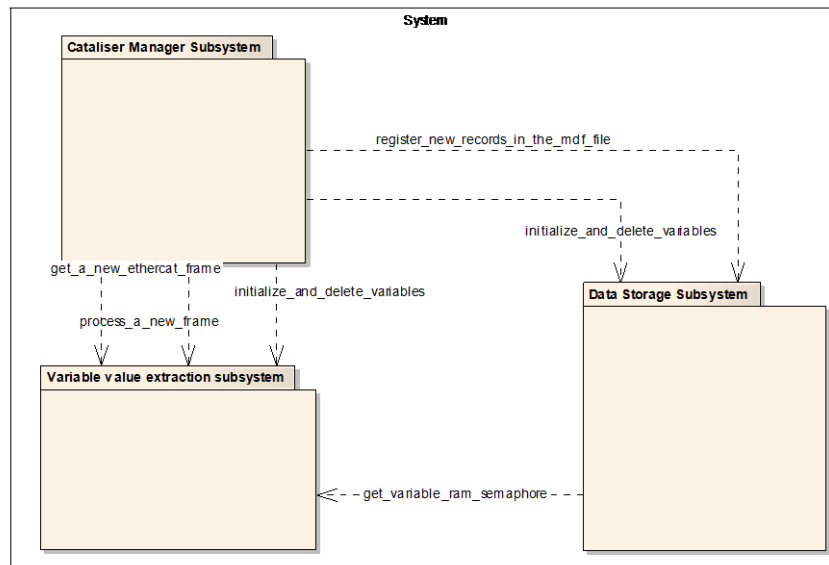 System
Cataliser Manager Subsystem
register_new_records_in_the_mdf_file
initialize_and_delete_variables
get_a_new_ethercat_frame
initialize_and_delete_variables
Data Storage Subsystem
process_a_new_frame
Variable value extraction subsystem
get_variable_ram_semaphore